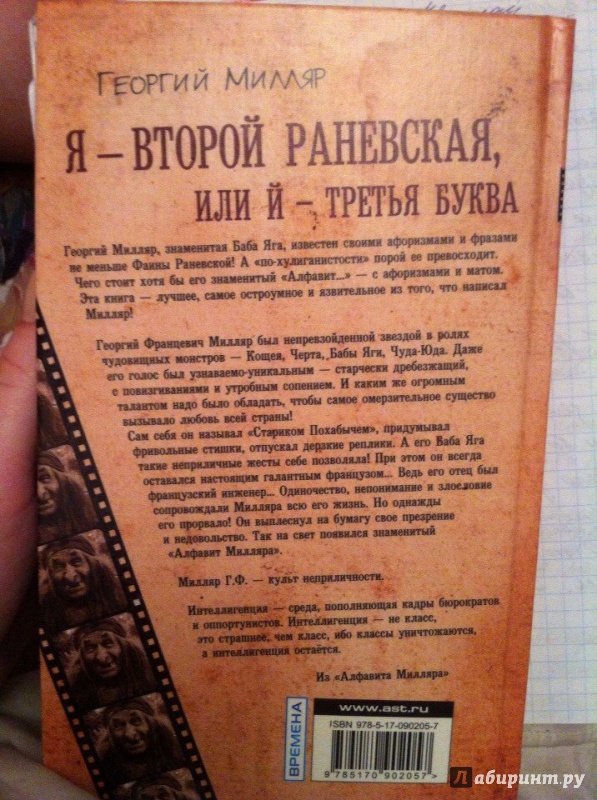 Георгий Милляр
Я – ВТОРОЙ РАНЕВСКАЯ,
ИЛИ Й – ТРЕТЬЯ БУКВА
Георгий Милляр, знаменитая Баба Яга, известен своими афоризмами и фразами
не меньше Фаины Раневской! А «по-хулиганистости» порой ее превосходит.
Чего стоит хотя бы его знаменитый «Алфавит...» — с афоризмами и матом.
Эта книга — лучшее, самое остроумное и язвительное из того, что написал
Милляр!
Георгий Францевич Милляр был непревзойденной звездой в ролях
чудовищных монстров — Кощея, Черта, Бабы Яги, Чуда-Юда. Даже
его голос был узнаваемо-уникальным — старчески дребезжащий,
с повизгиваниями и утробным сопением. И каким же огромным
талантом надо было обладать, чтобы самое омерзительное существо
вызывало любовь всей страны!
Сам себя он называл «Стариком Похабычем», придумывал
фривольные стишки, отпускал дерзкие реплики. А его Баба Яга
такие неприличные жесты себе позволяла! При этом он всегда
оставался настоящим галантным французом... Ведь его отец был
французский инженер... Одиночество, непонимание и злословие
сопровождали Милляра всю его жизнь. Но однажды
его прорвало! Он выплеснул на бумагу свое презрение
и недовольство. Так на свет появился знаменитый
«Алфавит Милляра».
Милляр Г.Ф. — культ неприличности.
Интеллигенция — среда, пополняющая кадры бюрократов
и оппортунистов. Интеллигенция — не класс,
это страшнее, чем класс, ибо классы уничтожаются,
а интеллигенция остаётся.
Из «Алфавита Милляра»
ВРЕМЕНА
www.ast.ru
ISBN 978-5-17-090205-7
9 785170 902057 >
Лабиринт.ру